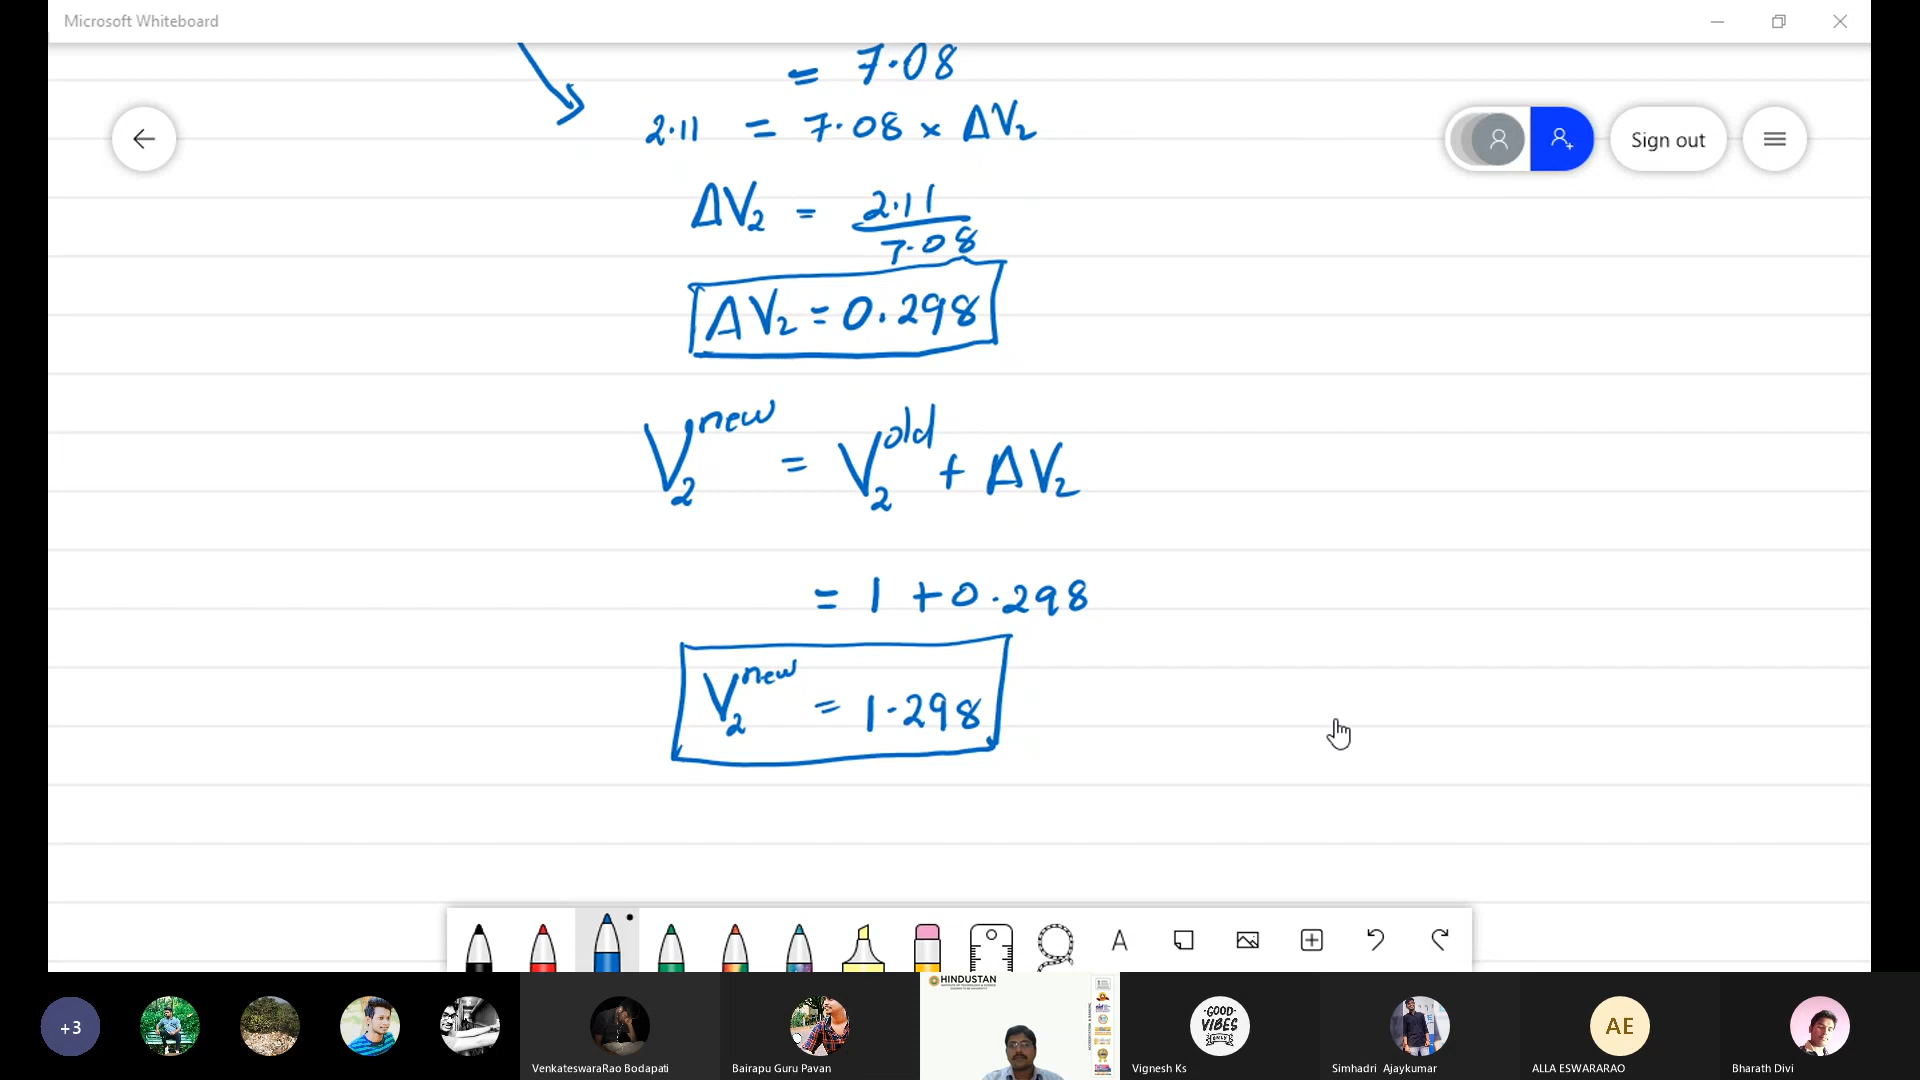 Microsoft Whiteboard
= 7.08
2.11 = 7.08 × ΔV₂
Sign out
ΔV₂ = 2.11 / 7.08
ΔV₂ = 0.298
V₂ⁿᵉʷ = V₂ᵒˡᵈ + ΔV₂
= 1 + 0.298
V₂ⁿᵉʷ = 1.298
A
+3
HINDUSTAN
GOOD
VIBES
AE
VenkateswaraRao Bodapati
Bairapu Guru Pavan
Vignesh Ks
Simhadri Ajaykumar
ALLA ESWARARAO
Bharath Divi